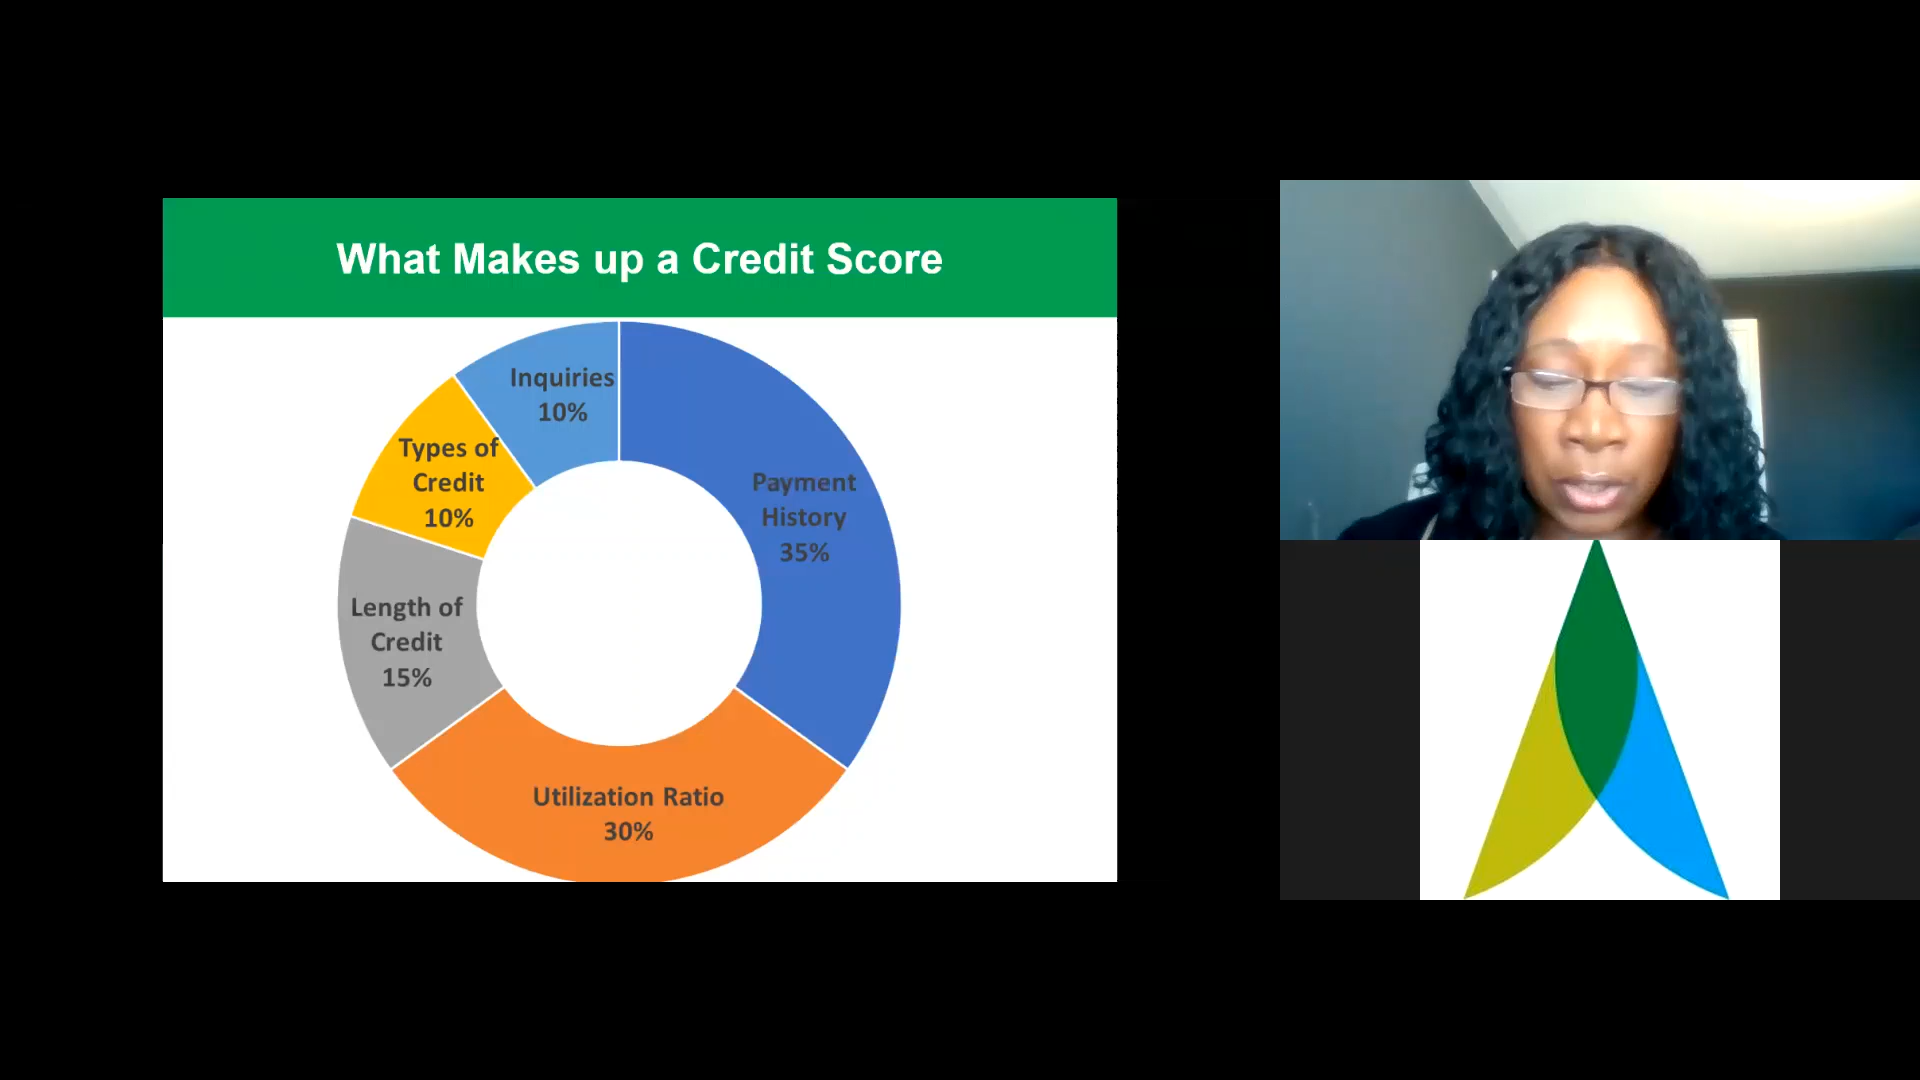 What Makes up a Credit Score
Inquiries
10%
Payment
History
35%
Types of
Credit
10%
Length of
Credit
15%
Utilization Ratio
30%